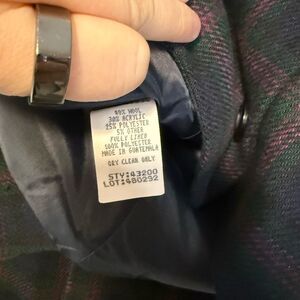 50% WOOL
30% ACRYLIC
15% POLYESTER
5% OTHER
FULLY LINED
100% POLYESTER
MADE IN GUATEMALA
DRY CLEAN ONLY
STY:43200
LOT:480292